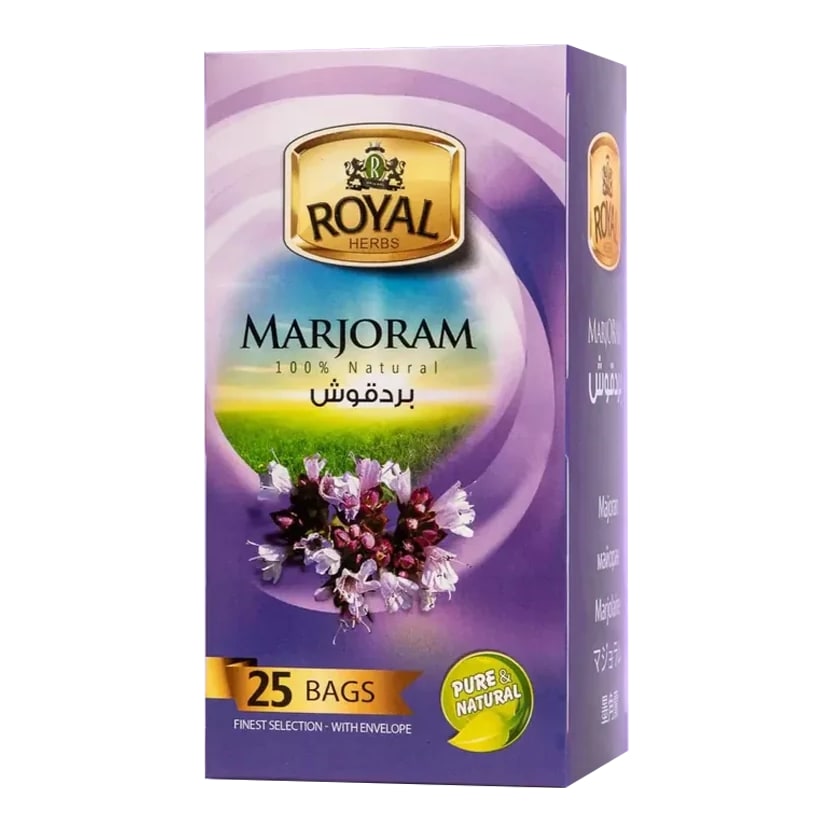 R
ROYAL
HERBS
MARJORAM
100% Natural
بردقوش
25 BAGS
FINEST SELECTION - WITH ENVELOPE
PURE &
NATURAL
ROYAL
MARJORAM
بردقوش
Majoran
майоран
Marjolaine